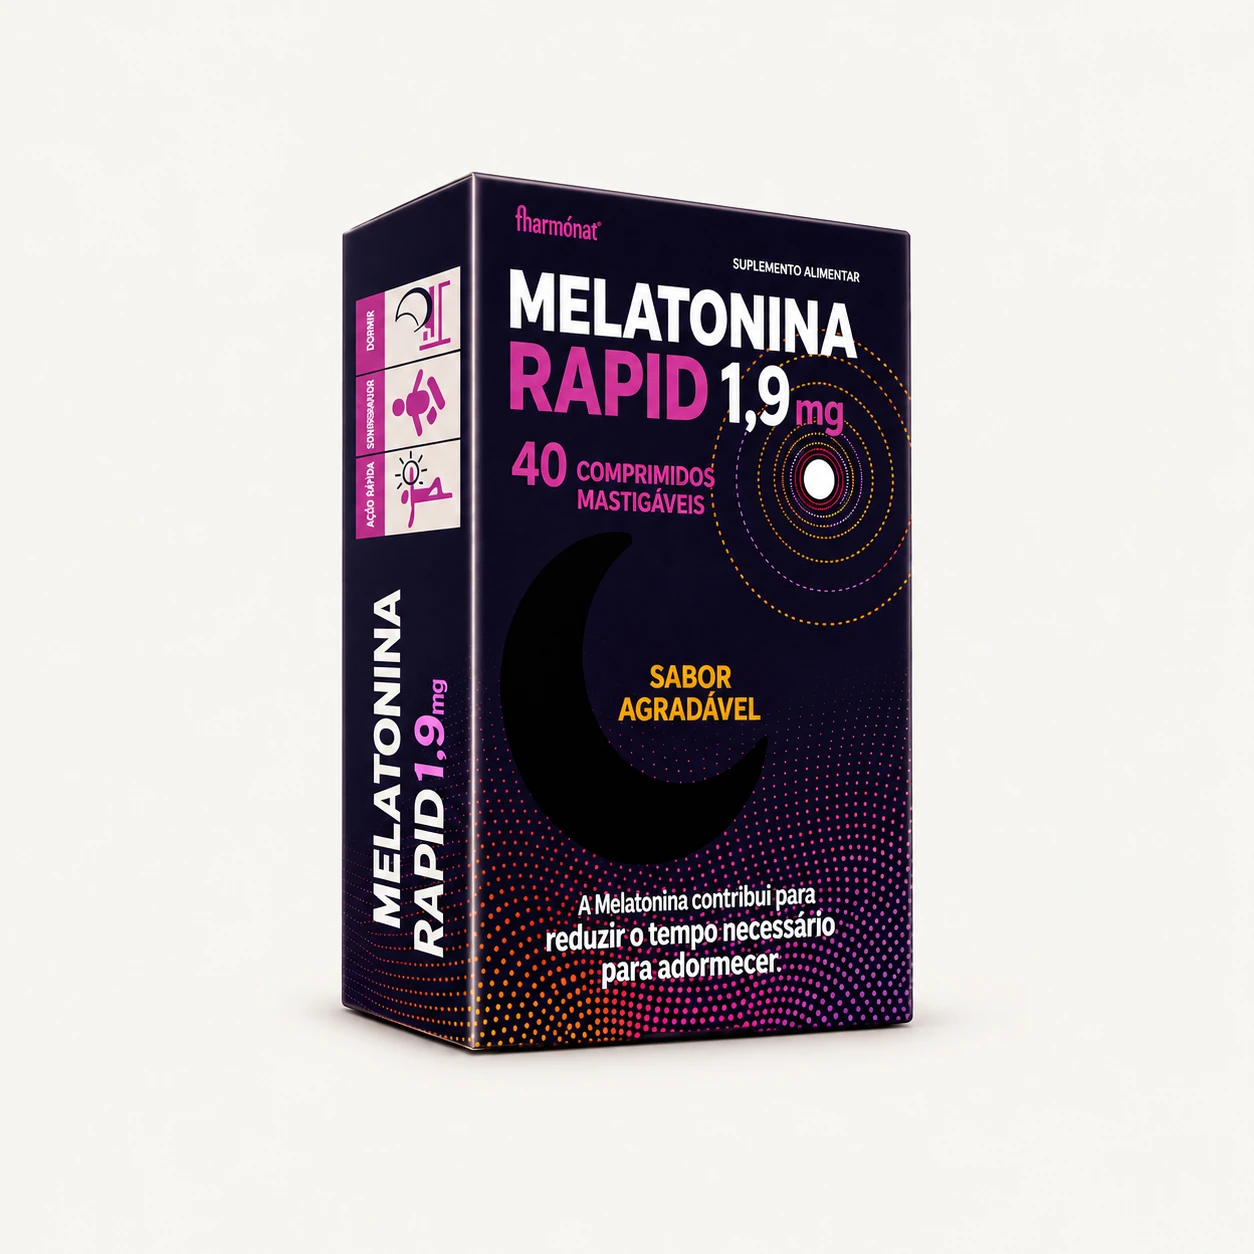 fharmónat®
SUPLEMENTO ALIMENTAR
MELATONINA
RAPID 1,9 mg
40 COMPRIMIDOS
MASTIGÁVEIS
SABOR
AGRADÁVEL
A Melatonina contribui para
reduzir o tempo necessário
para adormecer.
DORMIR
AÇÃO RÁPIDA
MELATONINA
RAPID 1,9 mg